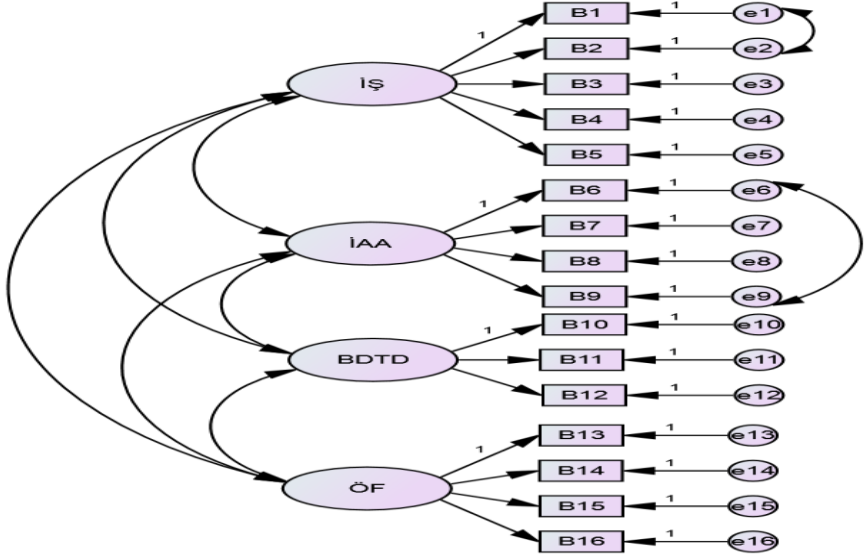 B1 1 e1
1
B2 1 e2
İŞ B3 1 e3
B4 1 e4
B5 1 e5
1 B6 1 e6
B7 1 e7
İAA
B8 1 e8
B9 1 e9
1 B10 1 e10
BDTD B11 1 e11
B12 1 e12
1 B13 1 e13
B14 1 e14
ÖF
B15 1 e15
B16 1 e16